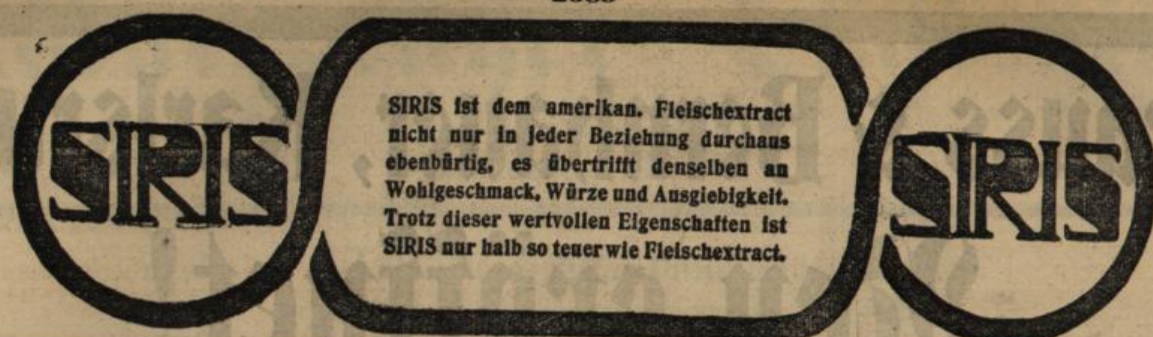 SIRIS
SIRIS ist dem amerikan. Fleischextract
nicht nur in jeder Beziehung durchaus
ebenbürtig, es übertrifft denselben an
Wohlgeschmack, Würze und Ausgiebigkeit.
Trotz dieser wertvollen Eigenschaften ist
SIRIS nur halb so teuer wie Fleischextract.
SIRIS